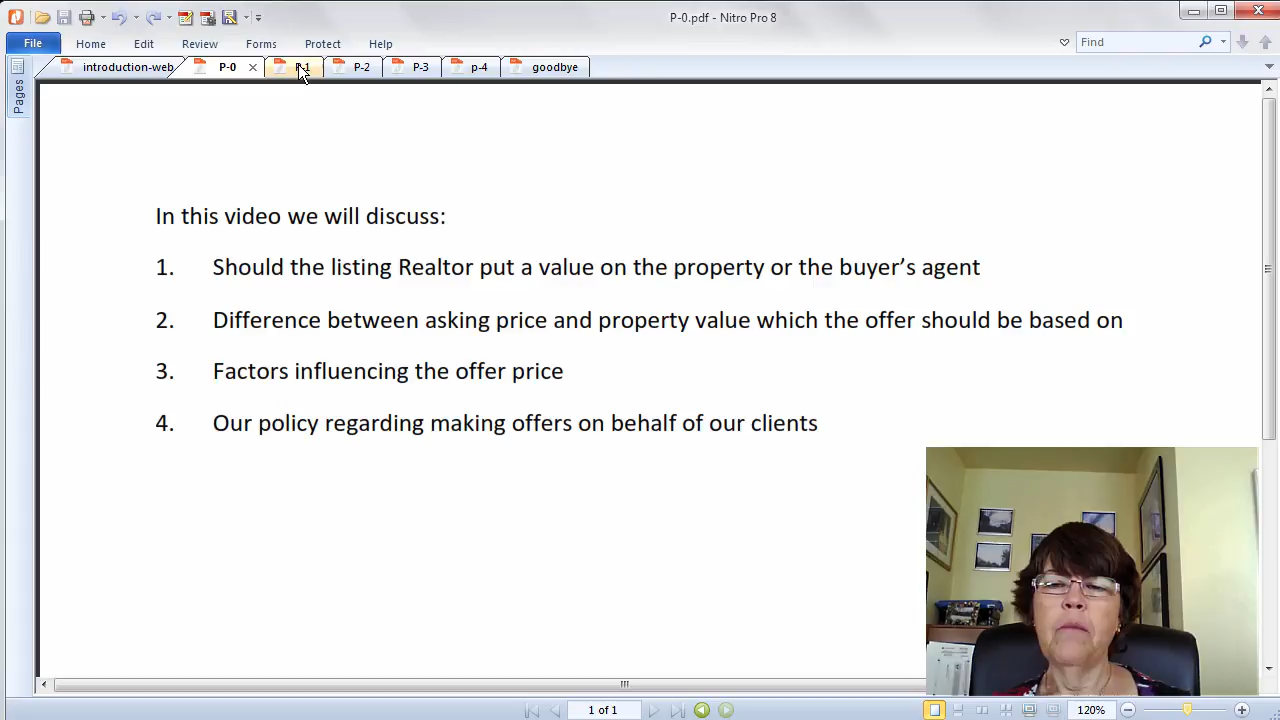 P-0.pdf - Nitro Pro 8
File Home Edit Review Forms Protect Help Find
introduction-web P-0 P-1 P-2 P-3 p-4 goodbye
Pages
In this video we will discuss:
1. Should the listing Realtor put a value on the property or the buyer’s agent
2. Difference between asking price and property value which the offer should be based on
3. Factors influencing the offer price
4. Our policy regarding making offers on behalf of our clients
1 of 1 120%